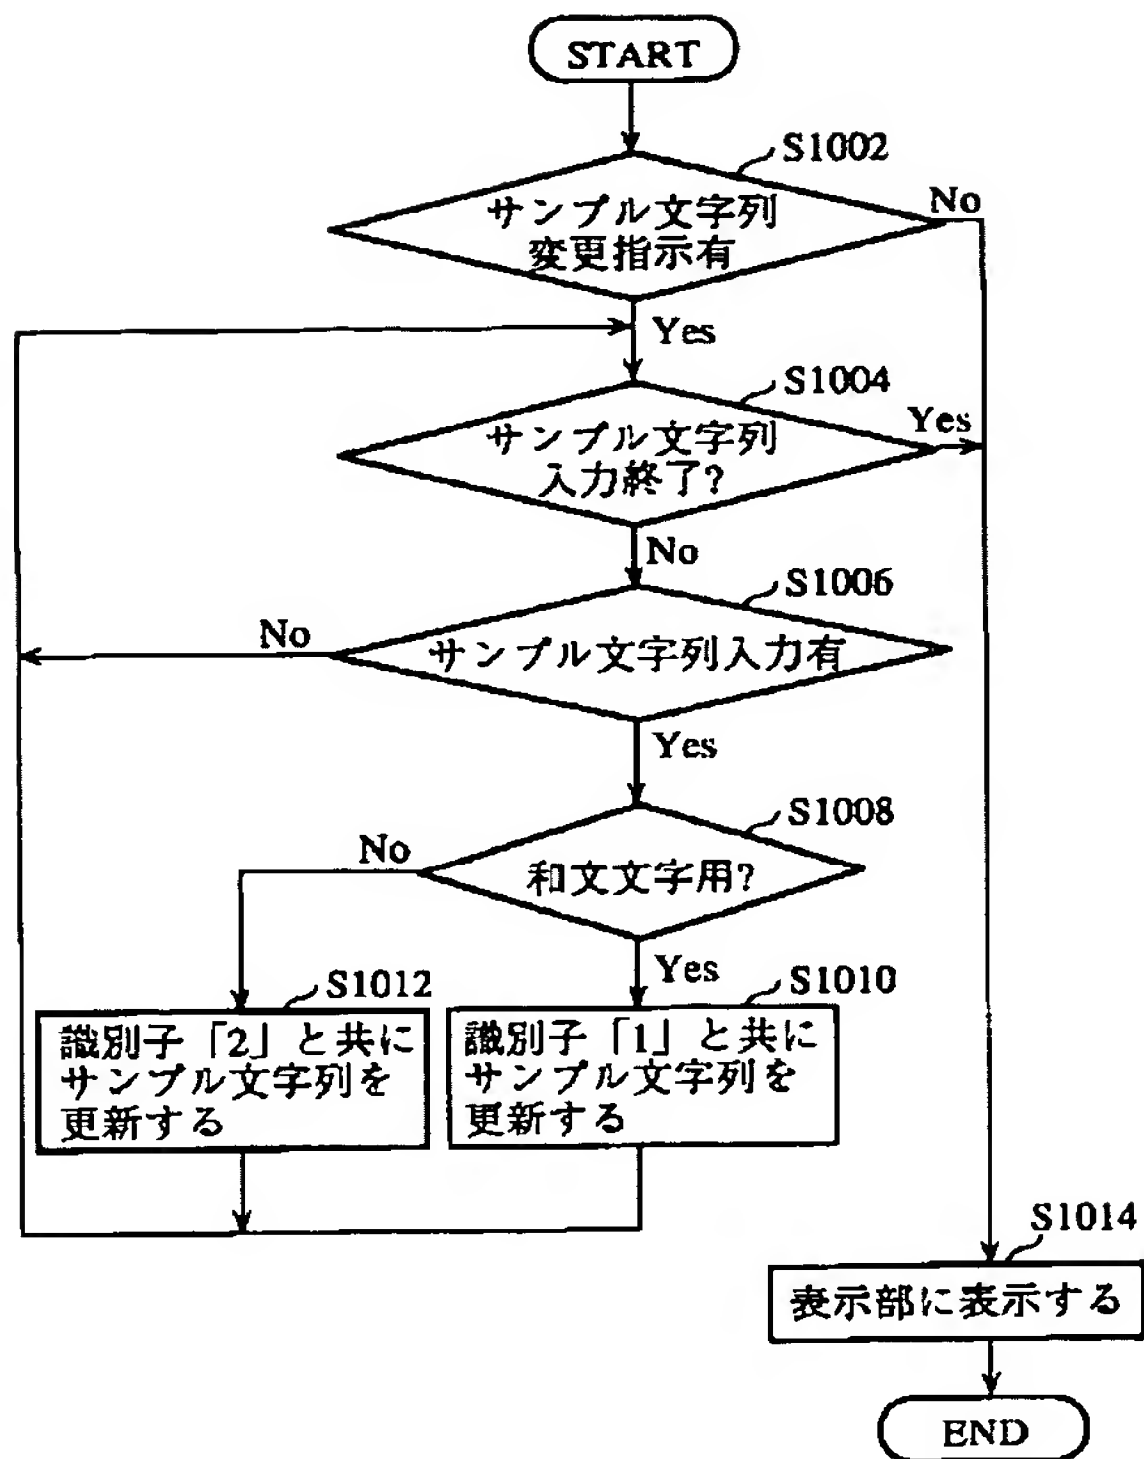 START
S1002
サンプル文字列
変更指示有
No
Yes
S1004
サンプル文字列
入力終了?
Yes
No
S1006
サンプル文字列入力有
No
Yes
S1008
和文文字用?
No
Yes
S1012
識別子「2」と共に
サンプル文字列を
更新する
S1010
識別子「1」と共に
サンプル文字列を
更新する
S1014
表示部に表示する
END